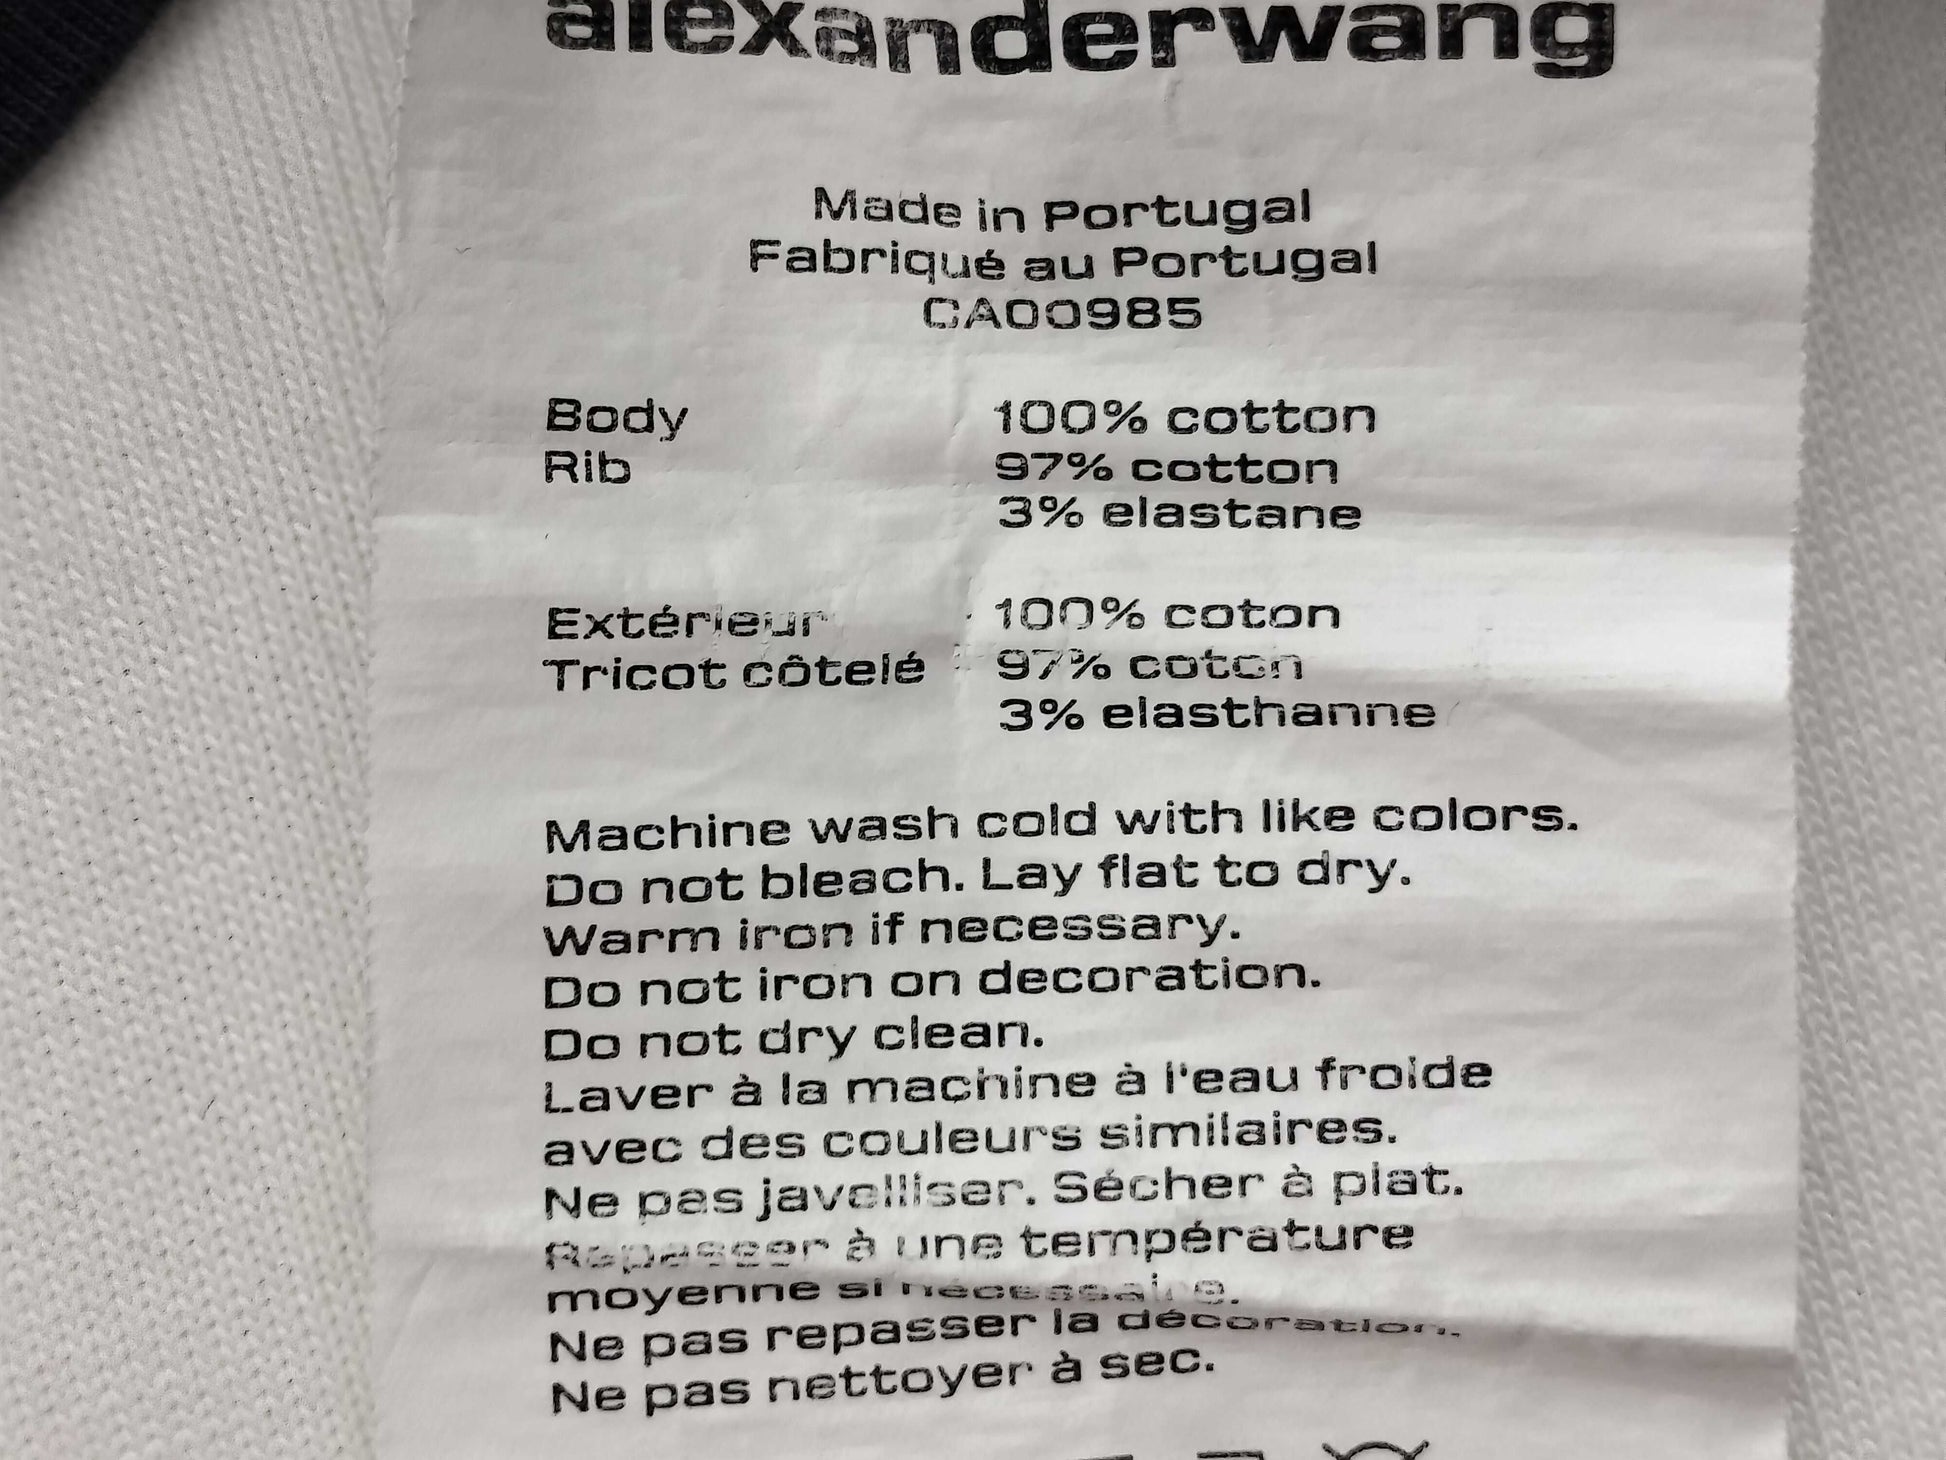 alexanderwang
Made in Portugal
Fabriqué au Portugal
CA00985
Body 100% cotton
Rib 97% cotton
3% elastane
Extérieur 100% coton
Tricot côtelé 97% coton
3% elasthanne
Machine wash cold with like colors.
Do not bleach. Lay flat to dry.
Warm iron if necessary.
Do not iron on decoration.
Do not dry clean.
Laver à la machine à l'eau froide
avec des couleurs similaires.
Ne pas javelliser. Sécher à plat.
Repasser à une température
moyenne si nécessaire.
Ne pas repasser la décoration.
Ne pas nettoyer à sec.